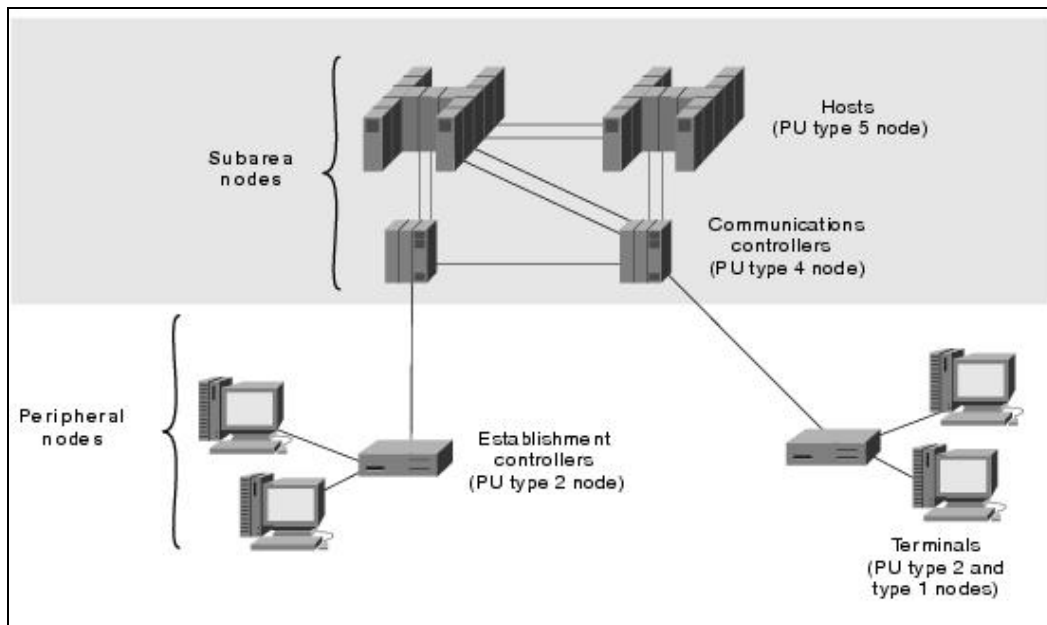 Hosts
(PU type 5 node)
Subarea
nodes
Communications
controllers
(PU type 4 node)
Peripheral
nodes
Establishment
controllers
(PU type 2 node)
Terminals
(PU type 2 and
type 1 nodes)